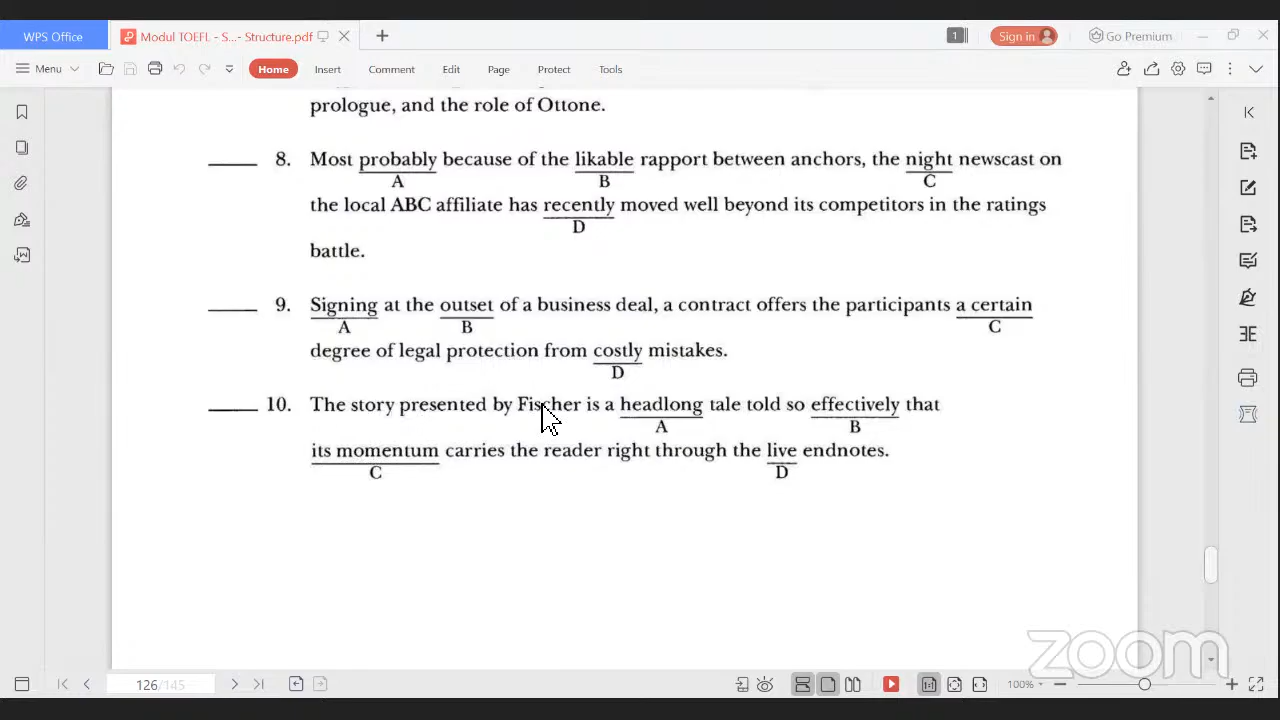 WPS Office
Modul TOEFL - S...- Structure.pdf
1
Sign in
Go Premium
Menu
Home
Insert
Comment
Edit
Page
Protect
Tools
prologue, and the role of Ottone.
____ 8. Most probably because of the likable rapport between anchors, the night newscast on
A B C
the local ABC affiliate has recently moved well beyond its competitors in the ratings
D
battle.
____ 9. Signing at the outset of a business deal, a contract offers the participants a certain
A B C
degree of legal protection from costly mistakes.
D
____ 10. The story presented by Fischer is a headlong tale told so effectively that
A B
its momentum carries the reader right through the live endnotes.
C D
zoom
126/145
100%